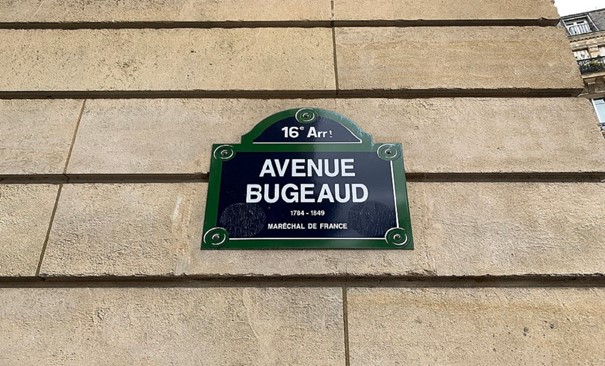 16e Arrt
AVENUE
BUGEAUD
1784 - 1849
MARÉCHAL DE FRANCE